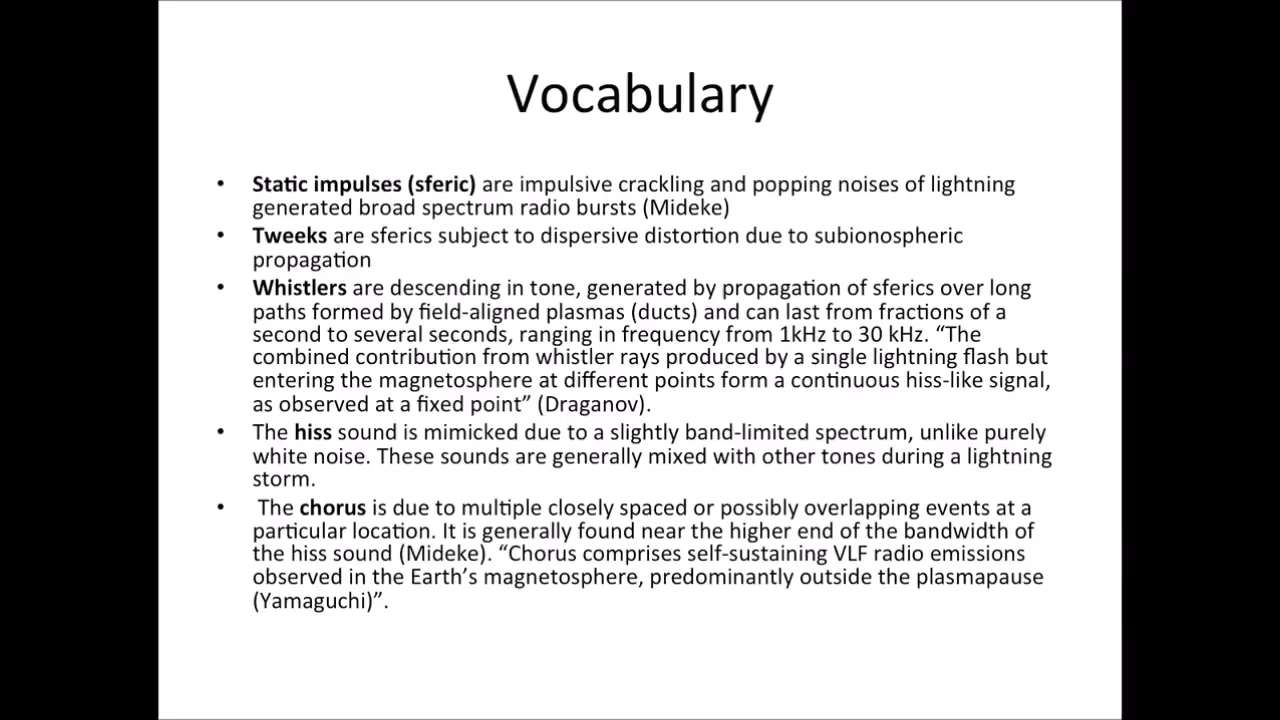 Vocabulary
• Static impulses (sferic) are impulsive crackling and popping noises of lightning
generated broad spectrum radio bursts (Mideke)
• Tweeks are sferics subject to dispersive distortion due to subionospheric
propagation
• Whistlers are descending in tone, generated by propagation of sferics over long
paths formed by field-aligned plasmas (ducts) and can last from fractions of a
second to several seconds, ranging in frequency from 1kHz to 30 kHz. “The
combined contribution from whistler rays produced by a single lightning flash but
entering the magnetosphere at different points form a continuous hiss-like signal,
as observed at a fixed point” (Draganov).
• The hiss sound is mimicked due to a slightly band-limited spectrum, unlike purely
white noise. These sounds are generally mixed with other tones during a lightning
storm.
• The chorus is due to multiple closely spaced or possibly overlapping events at a
particular location. It is generally found near the higher end of the bandwidth of
the hiss sound (Mideke). “Chorus comprises self-sustaining VLF radio emissions
observed in the Earth’s magnetosphere, predominantly outside the plasmapause
(Yamaguchi)”.